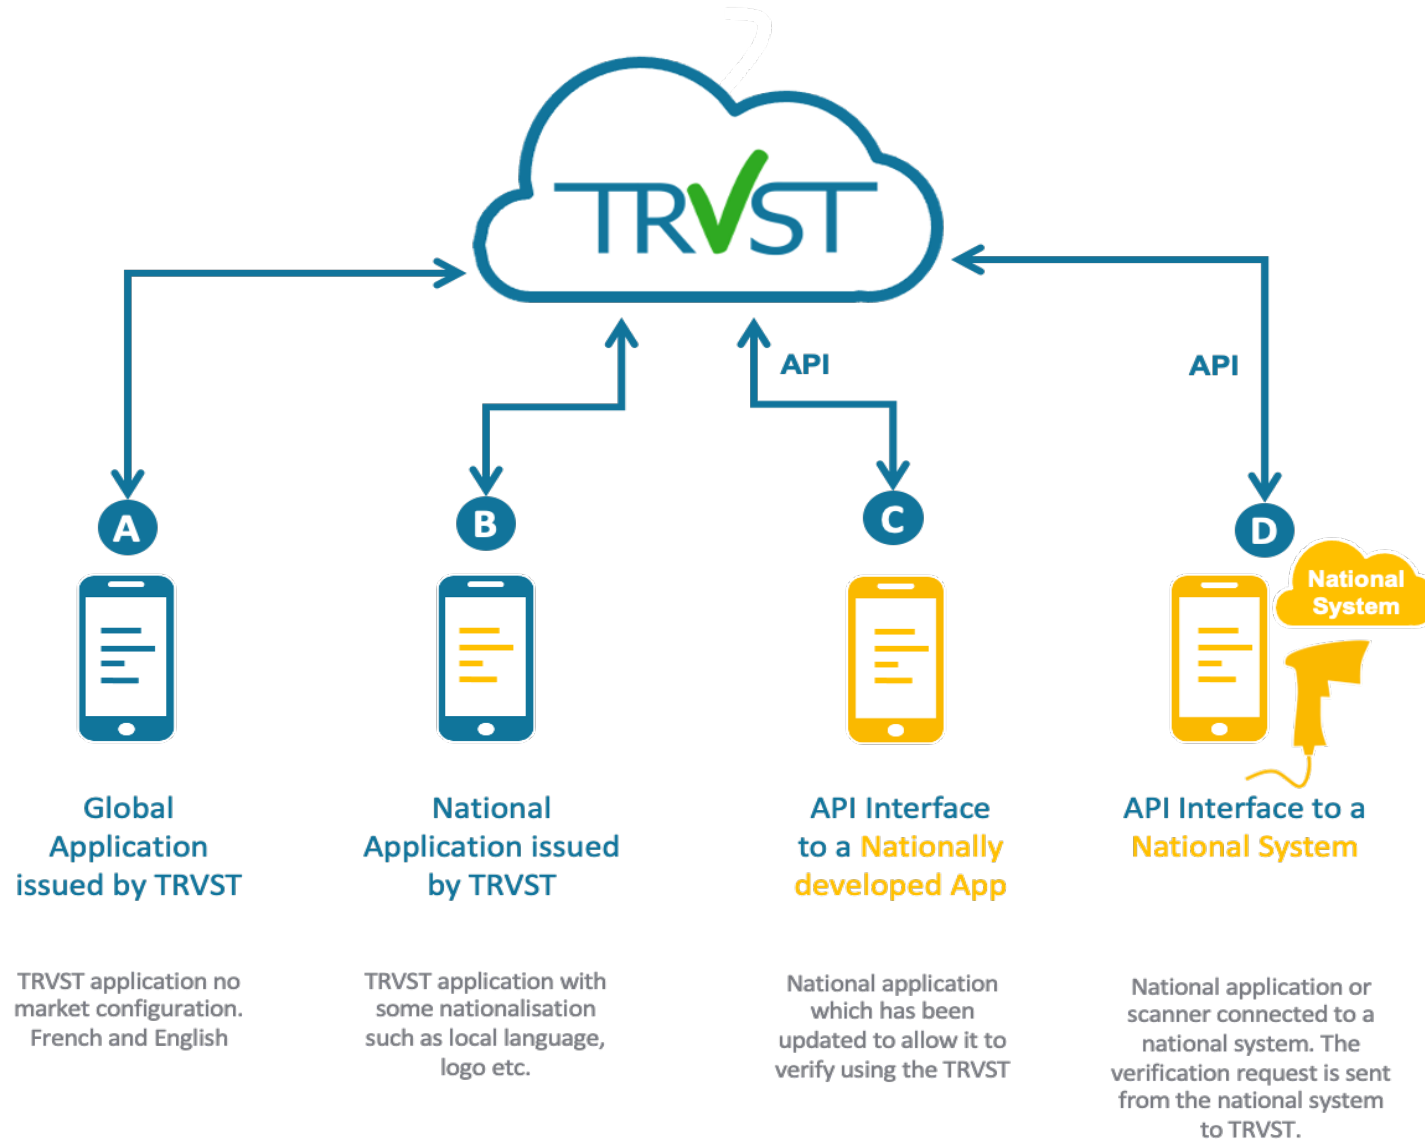 TRVST
API
API
A
B
C
D
National
System
Global
Application
issued by TRVST
National
Application issued
by TRVST
API Interface
to a Nationally
developed App
API Interface to a
National System
TRVST application no
market configuration.
French and English
TRVST application with
some nationalisation
such as local language,
logo etc.
National application
which has been
updated to allow it to
verify using the TRVST
National application or
scanner connected to a
national system. The
verification request is sent
from the national system
to TRVST.